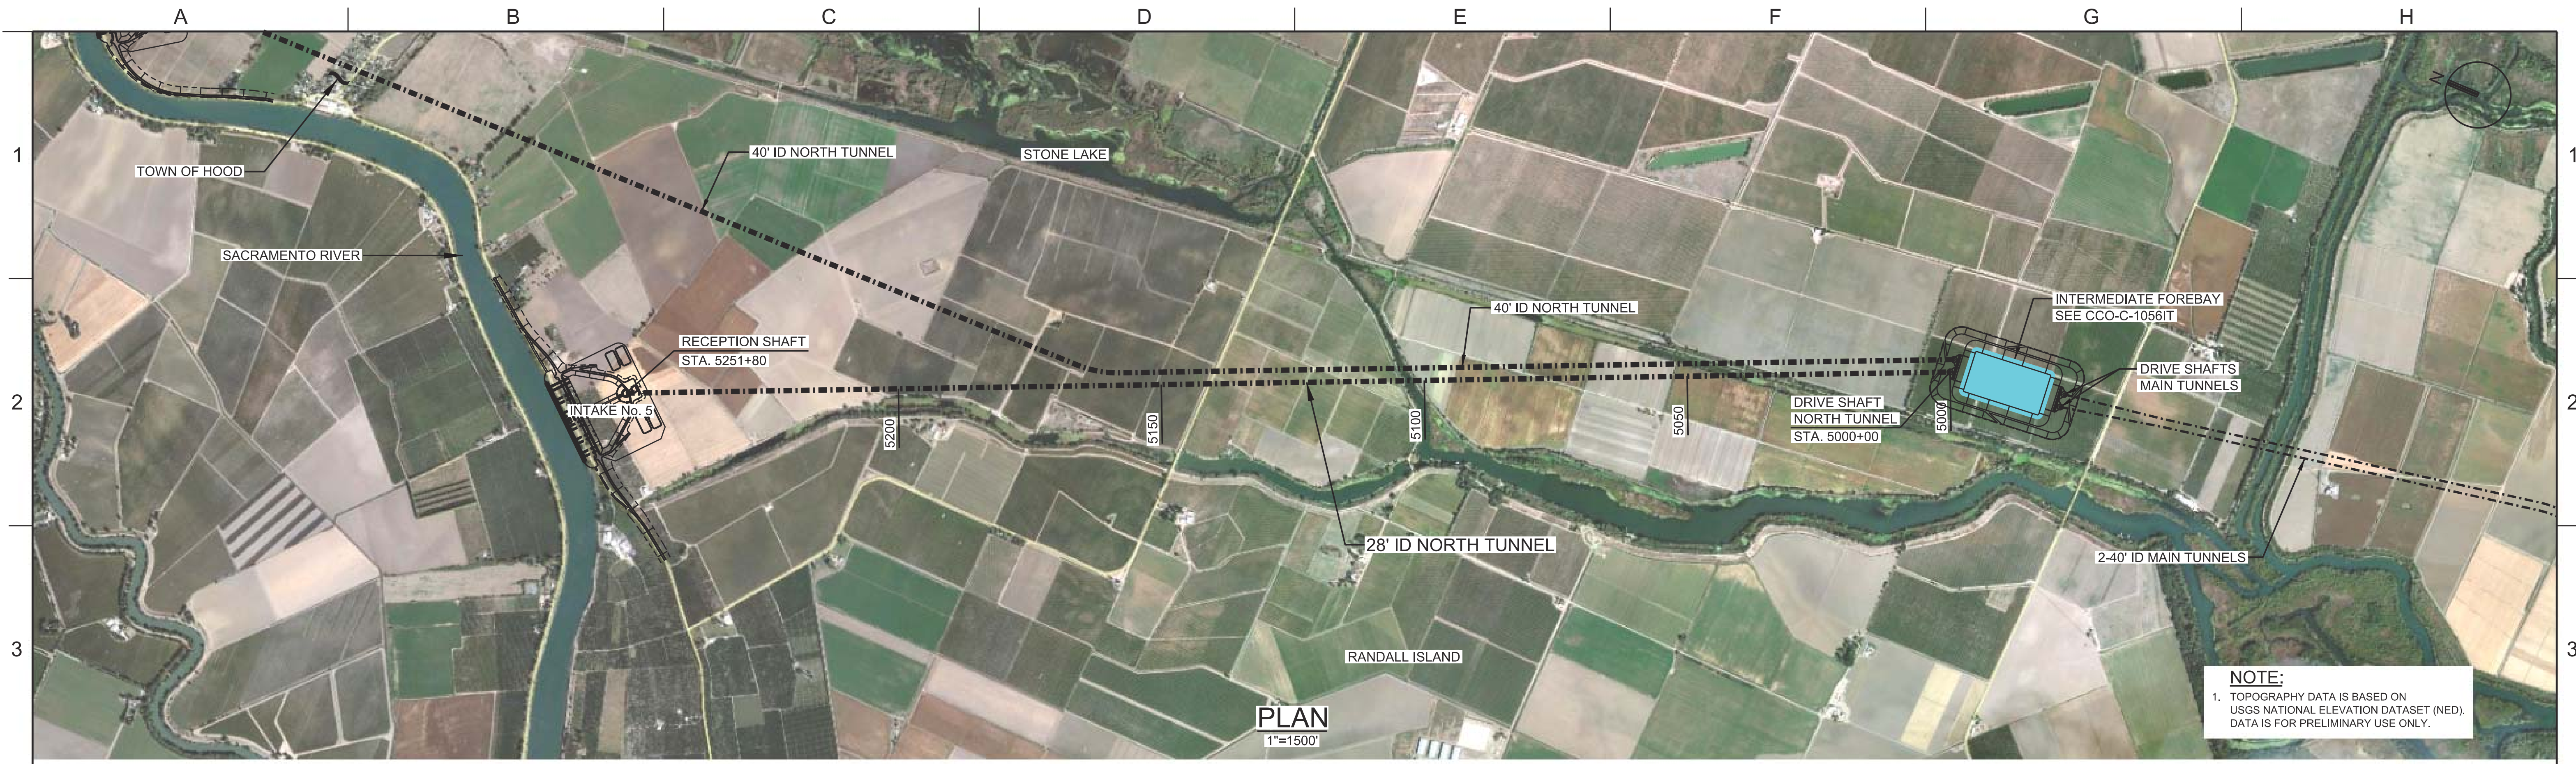 A B C D E F G H
N
1 1
TOWN OF HOOD
40' ID NORTH TUNNEL
STONE LAKE
SACRAMENTO RIVER
RECEPTION SHAFT
STA. 5251+80
INTAKE No. 5
40' ID NORTH TUNNEL
INTERMEDIATE FOREBAY
SEE CCO-C-1056IT
DRIVE SHAFTS
MAIN TUNNELS
2 2
5200
5150
5100
5050
5000
DRIVE SHAFT
NORTH TUNNEL
STA. 5000+00
28' ID NORTH TUNNEL
2-40' ID MAIN TUNNELS
3 3
RANDALL ISLAND
PLAN
1"=1500'
NOTE:
1. TOPOGRAPHY DATA IS BASED ON
USGS NATIONAL ELEVATION DATASET (NED).
DATA IS FOR PRELIMINARY USE ONLY.